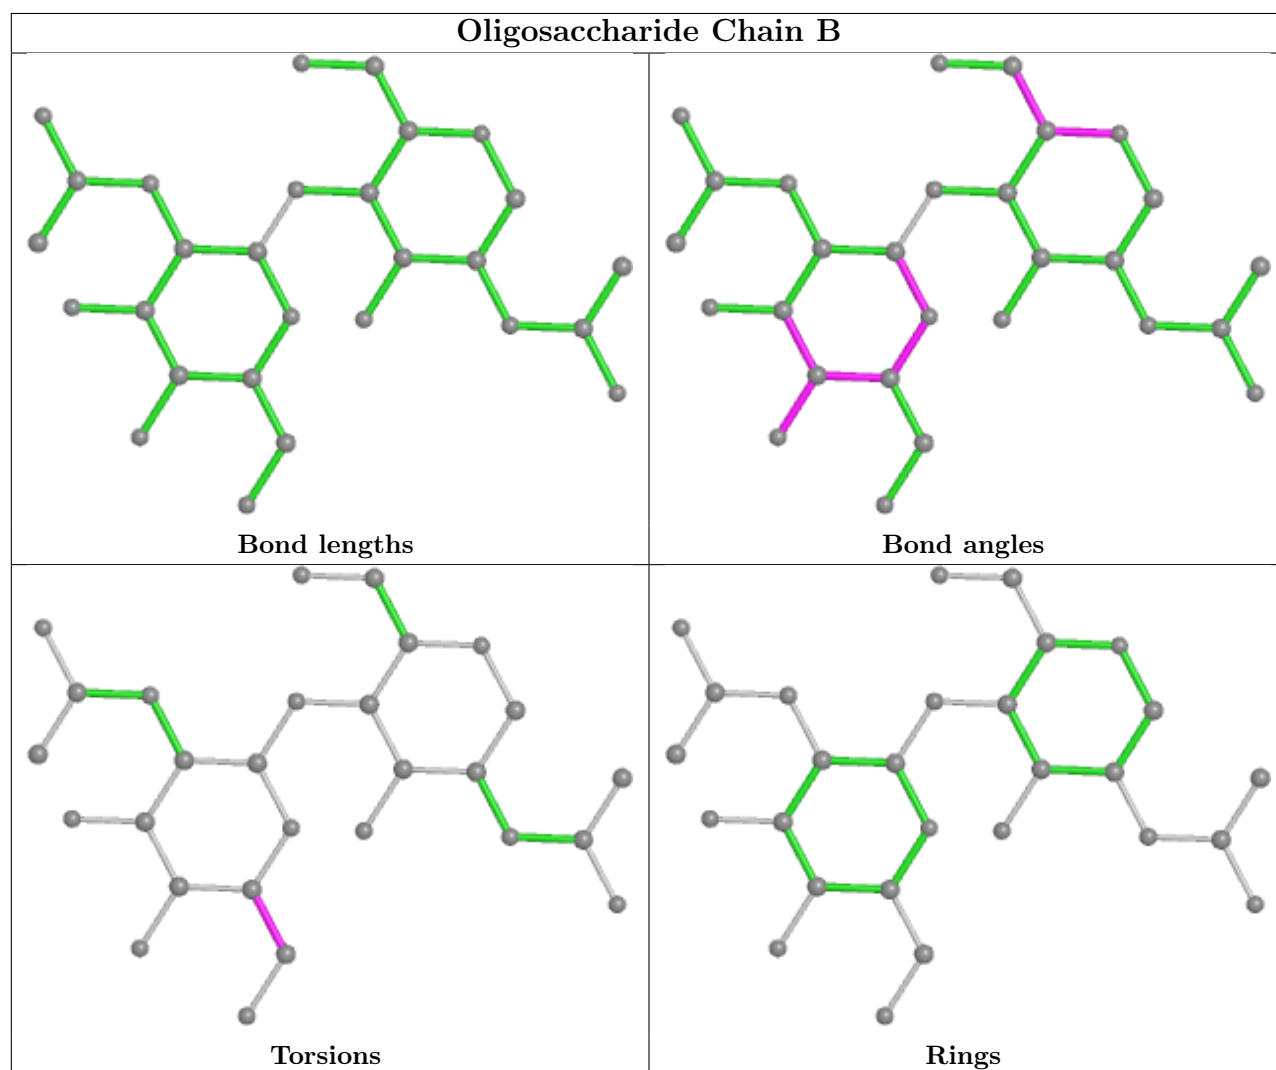 Oligosaccharide Chain B
Bond lengths
Bond angles
Torsions
Rings